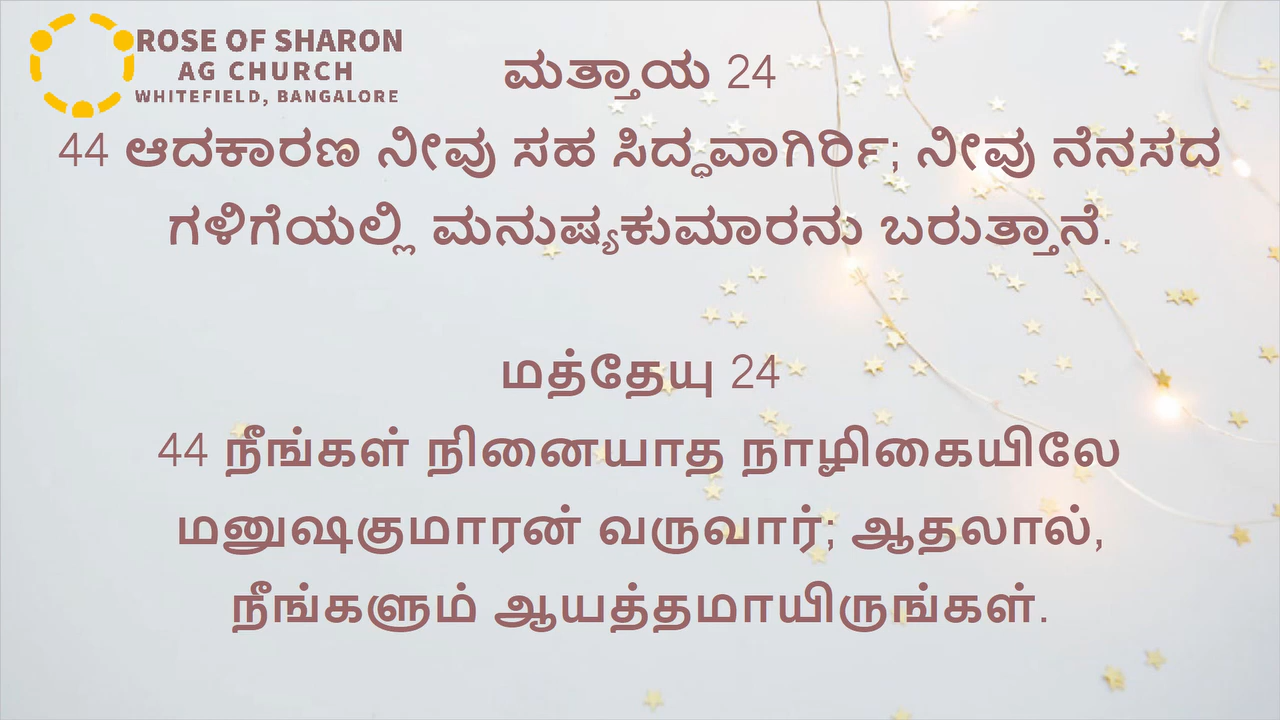 ROSE OF SHARON
AG CHURCH
WHITEFIELD, BANGALORE
ಮತ್ತಾಯ 24
44 ಆದಕಾರಣ ನೀವು ಸಹ ಸಿದ್ಧವಾಗಿರ್ರಿ; ನೀವು ನೆನಸದ
ಗಳಿಗೆಯಲ್ಲಿ ಮನುಷ್ಯಕುಮಾರನು ಬರುತ್ತಾನೆ.
மத்தேயு 24
44 நீங்கள் நினையாத நாழிகையிலே
மனுஷகுமாரன் வருவார்; ஆதலால்,
நீங்களும் ஆயத்தமாயிருங்கள்.